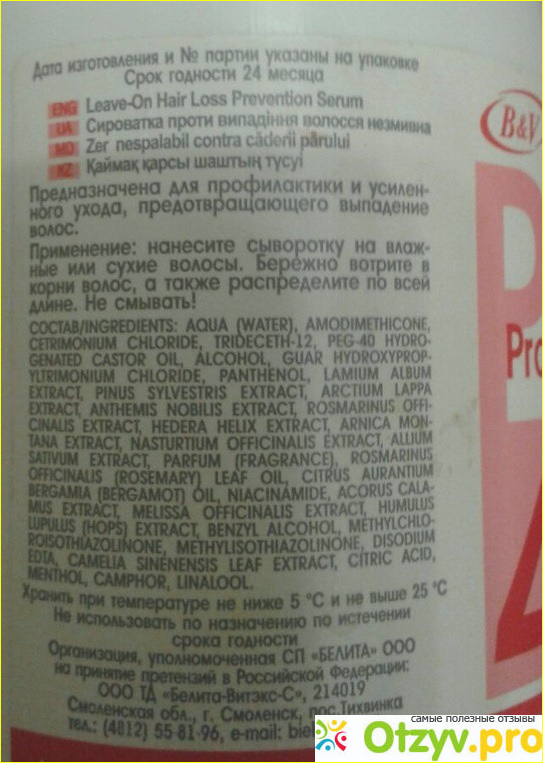 Дата изготовления и № партии указаны на упаковке
Срок годности 24 месяца
ENG Leave-On Hair Loss Prevention Serum
UA Сироватка проти випадіння волосся незмивна
MD Zer nespalabil contra căderii părului
KZ Қаймақ қарсы шаштың түсуі
Предназначена для профилактики и усилен-
ного ухода, предотвращающего выпадение
волос.
Применение: нанесите сыворотку на влаж-
ные или сухие волосы. Бережно вотрите в
корни волос, а также распределите по всей
длине. Не смывать!
СОСТАВ/INGREDIENTS: AQUA (WATER), AMODIMETHICONE,
CETRIMONIUM CHLORIDE, TRIDECETH-12, PEG-40 HYDRO-
GENATED CASTOR OIL, ALCOHOL, GUAR HYDROXYPROP-
YLTRIMONIUM CHLORIDE, PANTHENOL, LAMIUM ALBUM
EXTRACT, PINUS SYLVESTRIS EXTRACT, ARCTIUM LAPPA
EXTRACT, ANTHEMIS NOBILIS EXTRACT, ROSMARINUS OFFI-
CINALIS EXTRACT, HEDERA HELIX EXTRACT, ARNICA MON-
TANA EXTRACT, NASTURTIUM OFFICINALIS EXTRACT, ALLIUM
SATIVUM EXTRACT, PARFUM (FRAGRANCE), ROSMARINUS
OFFICINALIS (ROSEMARY) LEAF OIL, CITRUS AURANTIUM
BERGAMIA (BERGAMOT) OIL, NIACINAMIDE, ACORUS CALA-
MUS EXTRACT, MELISSA OFFICINALIS EXTRACT, HUMULUS
LUPULUS (HOPS) EXTRACT, BENZYL ALCOHOL, METHYLCHLO-
ROISOTHIAZOLINONE, METHYLISOTHIAZOLINONE, DISODIUM
EDTA, CAMELIA SINENENSIS LEAF EXTRACT, CITRIC ACID,
MENTHOL, CAMPHOR, LINALOOL.
Хранить при температуре не ниже 5 °С и не выше 25 °С
Не использовать по назначению по истечении
срока годности
Организация, уполномоченная СП «БЕЛИТА» ООО
на принятие претензий в Российской Федерации:
ООО ТД «Белита-Витэкс-С», 214019
Смоленская обл., г. Смоленск, пос.Тихвинка
тел.: (4812) 55-81-96, e-mail:
B&V
Pro
самые полезные отзывы
Otzyv.pro